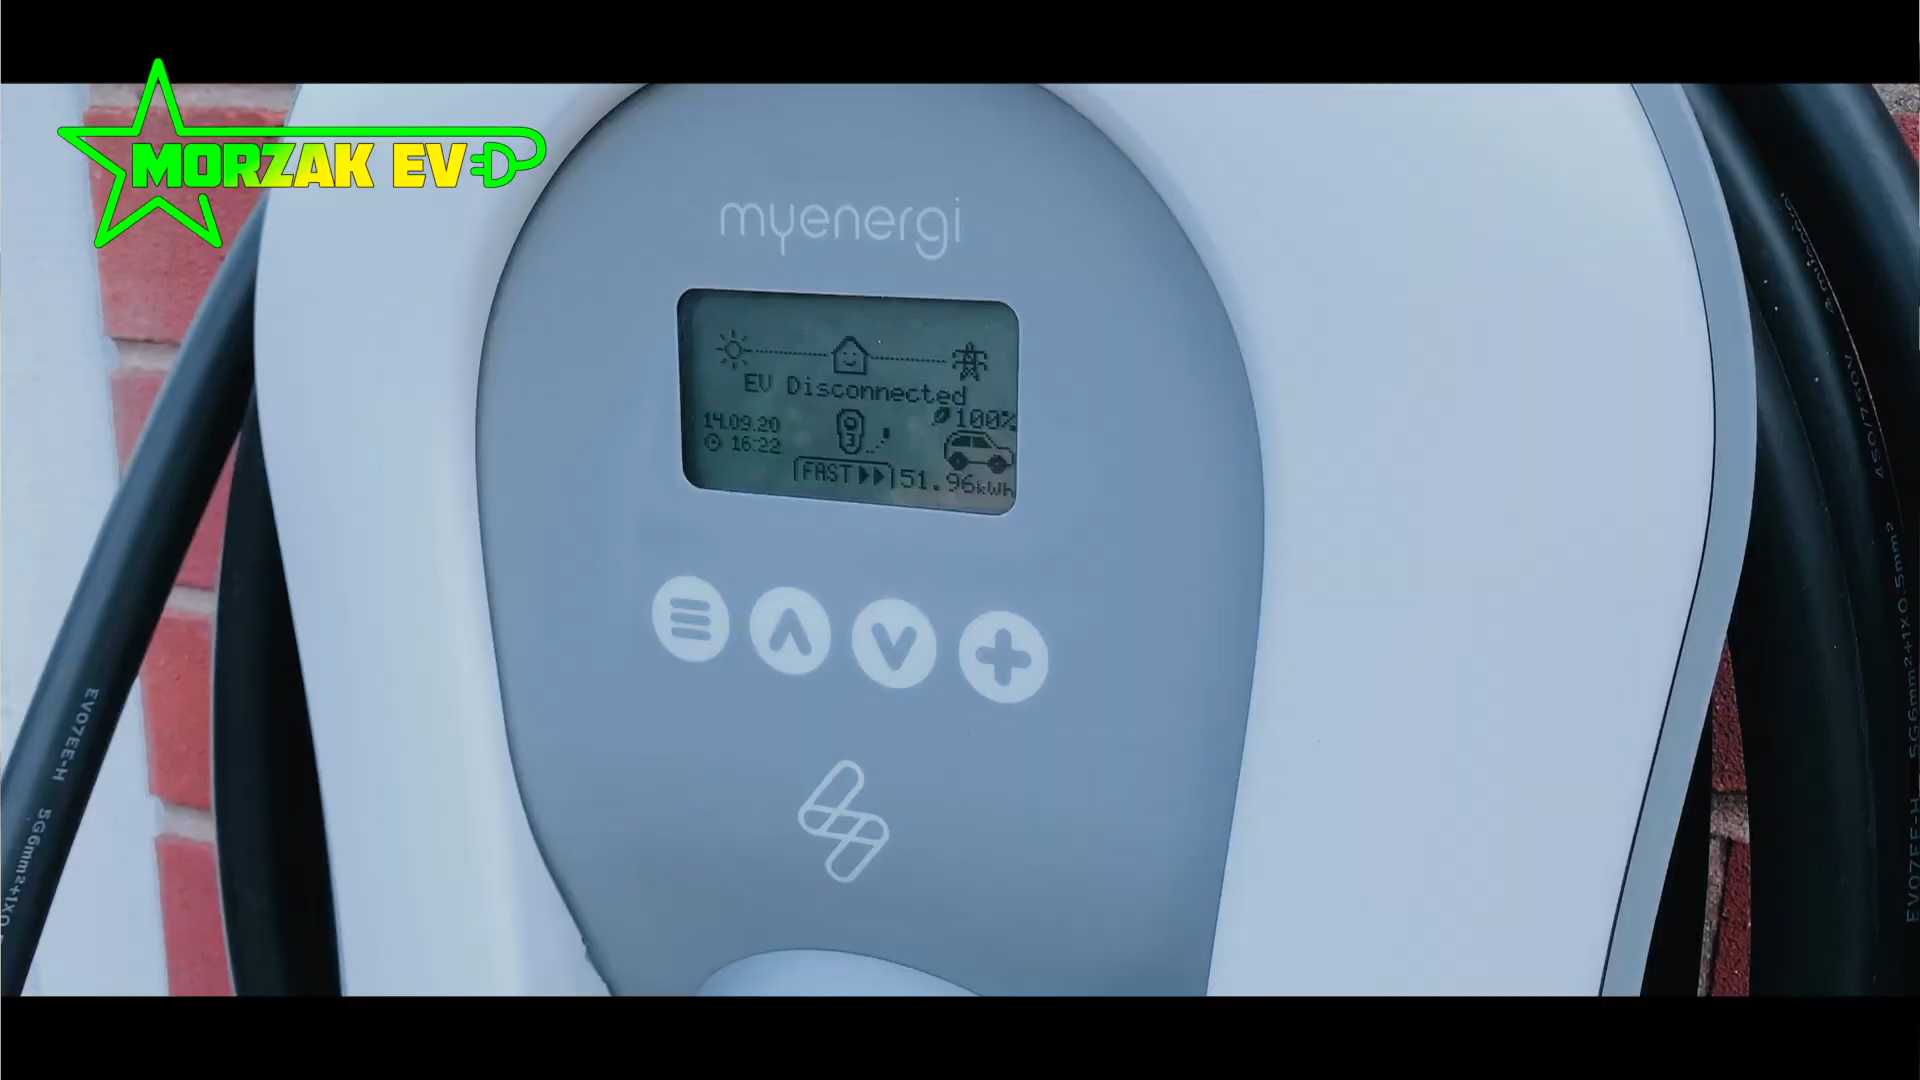 MORZAK EV
myenergi
EV Disconnected
14.09.20
16:22
100%
3
FAST
51.96kWh
EV07EE-H
5G6mm2+1X0
450/750V
EV07EE-H - 5G6mm2+1X0.5mm2